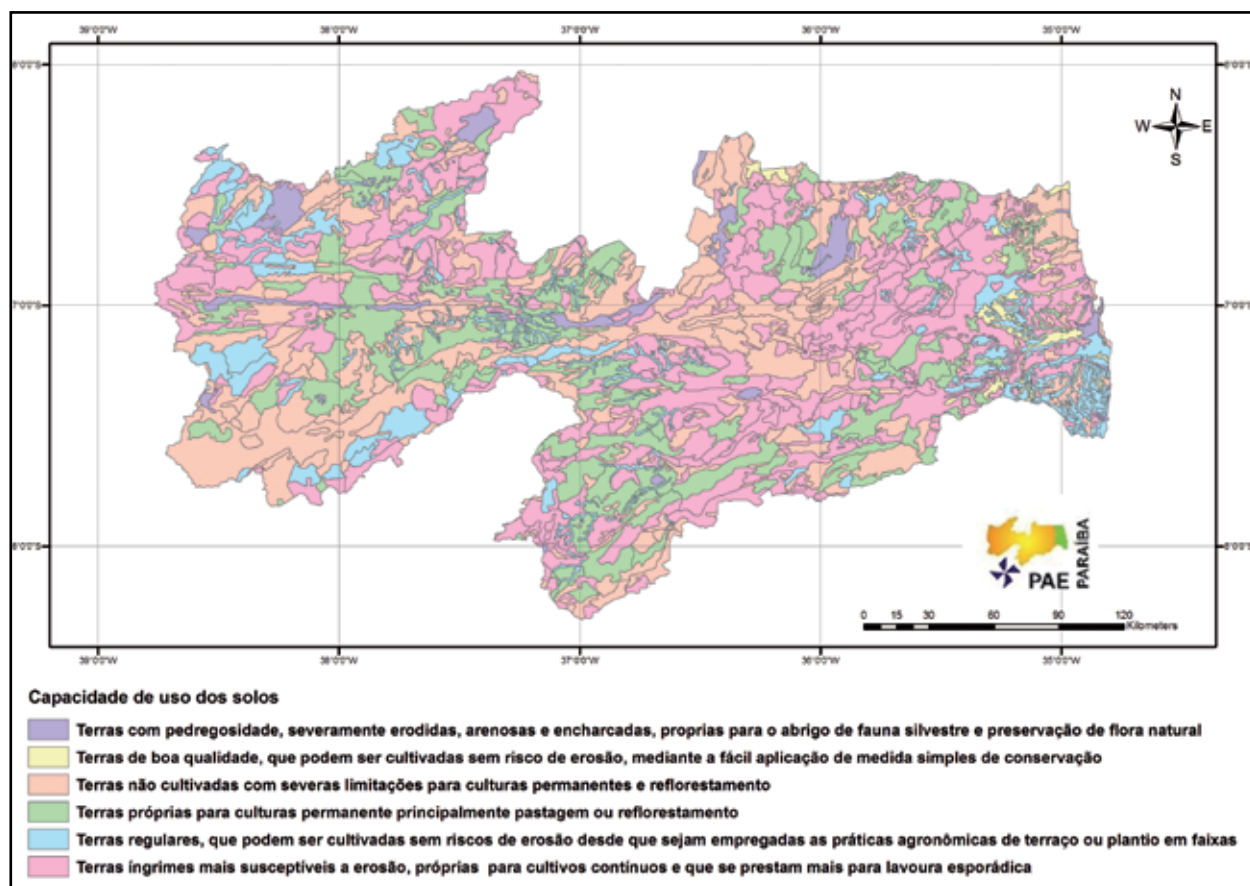 39°0'0"W 38°0'0"W 37°0'0"W 36°0'0"W 35°0'0"W
6°0'0"S 6°0'0"S
N
W E
S
7°0'0"S 7°0'0"S
PAE
PARAÍBA
8°0'0"S 8°0'0"S
0 15 30 60 90 120
Kilometers
39°0'0"W 38°0'0"W 37°0'0"W 36°0'0"W 35°0'0"W
Capacidade de uso dos solos
Terras com pedregosidade, severamente erodidas, arenosas e encharcadas, proprias para o abrigo de fauna silvestre e preservação de flora natural
Terras de boa qualidade, que podem ser cultivadas sem risco de erosão, mediante a fácil aplicação de medida simples de conservação
Terras não cultivadas com severas limitações para culturas permanentes e reflorestamento
Terras próprias para culturas permanente principalmente pastagem ou reflorestamento
Terras regulares, que podem ser cultivadas sem riscos de erosão desde que sejam empregadas as práticas agronômicas de terraço ou plantio em faixas
Terras íngrimes mais susceptíveis a erosão, próprias para cultivos contínuos e que se prestam mais para lavoura esporádica